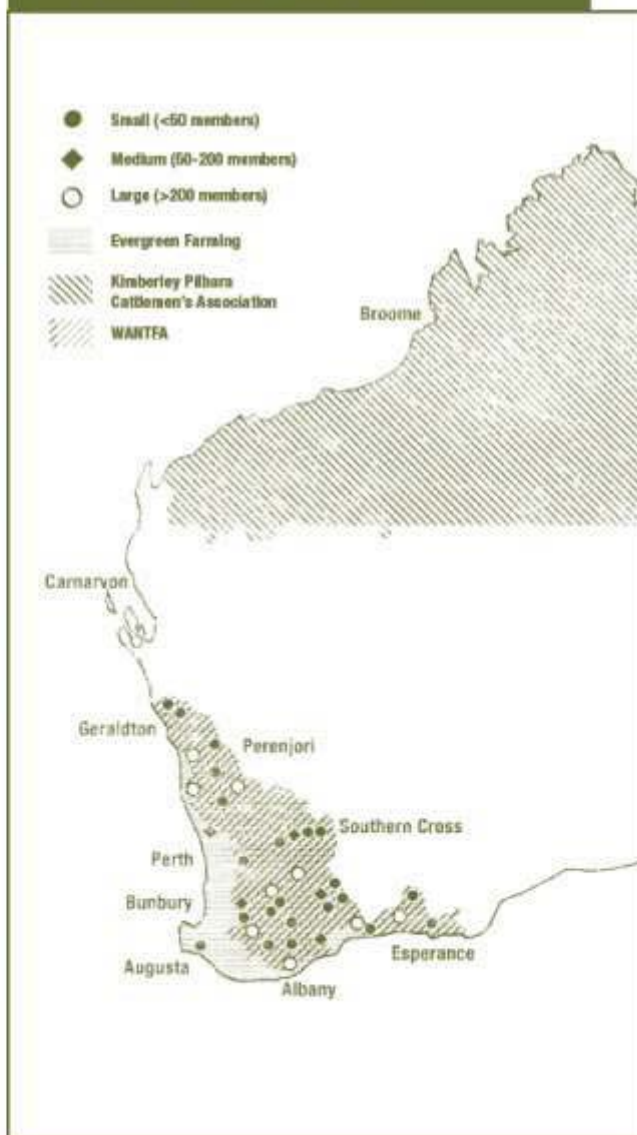 Small (<50 members)
Medium (50-200 members)
Large (>200 members)
Evergreen Farming
Kimberley Pilbara
Cattlemen's Association
WANTFA
Broome
Carnarvon
Geraldton
Perenjori
Southern Cross
Perth
Bunbury
Esperance
Augusta
Albany